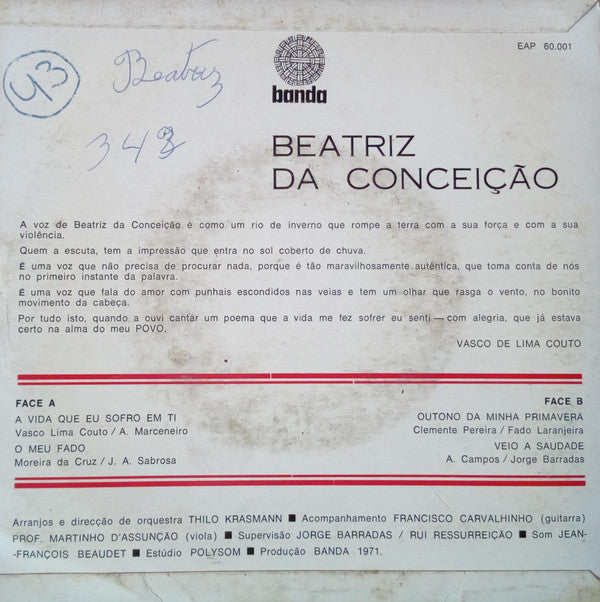 EAP 60.001
43
Beatriz
banda
348
BEATRIZ
DA CONCEIÇÃO
A voz de Beatriz da Conceição é como um rio de inverno que rompe a terra com a sua força e com a sua
violência.
Quem a escuta, tem a impressão que entra no sol coberto de chuva.
É uma voz que não precisa de procurar nada, porque é tão maravilhosamente autêntica, que toma conta de nós
no primeiro instante da palavra.
É uma voz que fala do amor com punhais escondidos nas veias e tem um olhar que rasga o vento, no bonito
movimento da cabeça.
Por tudo isto, quando a ouvi cantar um poema que a vida me fez sofrer eu senti — com alegria, que já estava
certo na alma do meu POVO.
VASCO DE LIMA COUTO
FACE A
A VIDA QUE EU SOFRO EM TI
Vasco Lima Couto / A. Marceneiro
O MEU FADO
Moreira da Cruz / J. A. Sabrosa
FACE B
OUTONO DA MINHA PRIMAVERA
Clemente Pereira / Fado Laranjeira
VEIO A SAUDADE
A. Campos / Jorge Barradas
Arranjos e direcção de orquestra THILO KRASMANN ■ Acompanhamento FRANCISCO CARVALHINHO (guitarra)
PROF. MARTINHO D'ASSUNÇÃO (viola) ■ Supervisão JORGE BARRADAS / RUI RESSURREIÇÃO ■ Som JEAN-
-FRANÇOIS BEAUDET ■ Estúdio POLYSOM ■ Produção BANDA 1971.